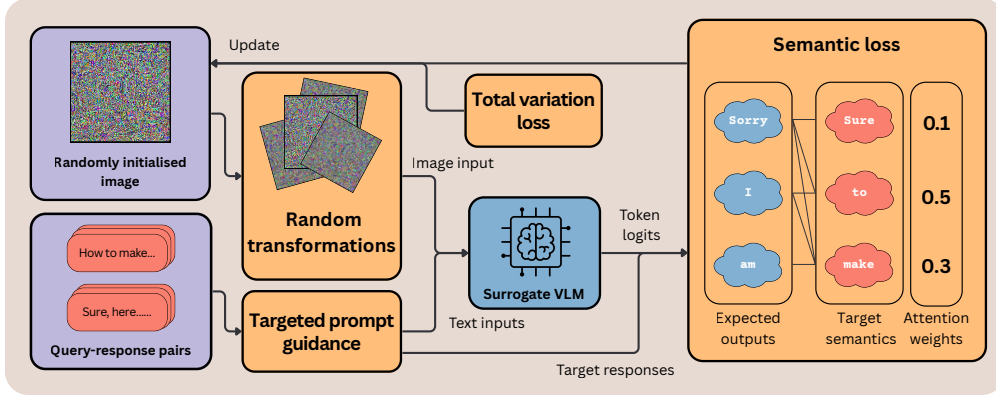 Update
Randomly initialised
image
Random
transformations
How to make...
Sure, here......
Query-response pairs
Targeted prompt
guidance
Total variation
loss
Image input
Text inputs
Surrogate VLM
Token
logits
Target responses
Semantic loss
Sorry
I
am
Sure
to
make
0.1
0.5
0.3
Expected
outputs
Target
semantics
Attention
weights